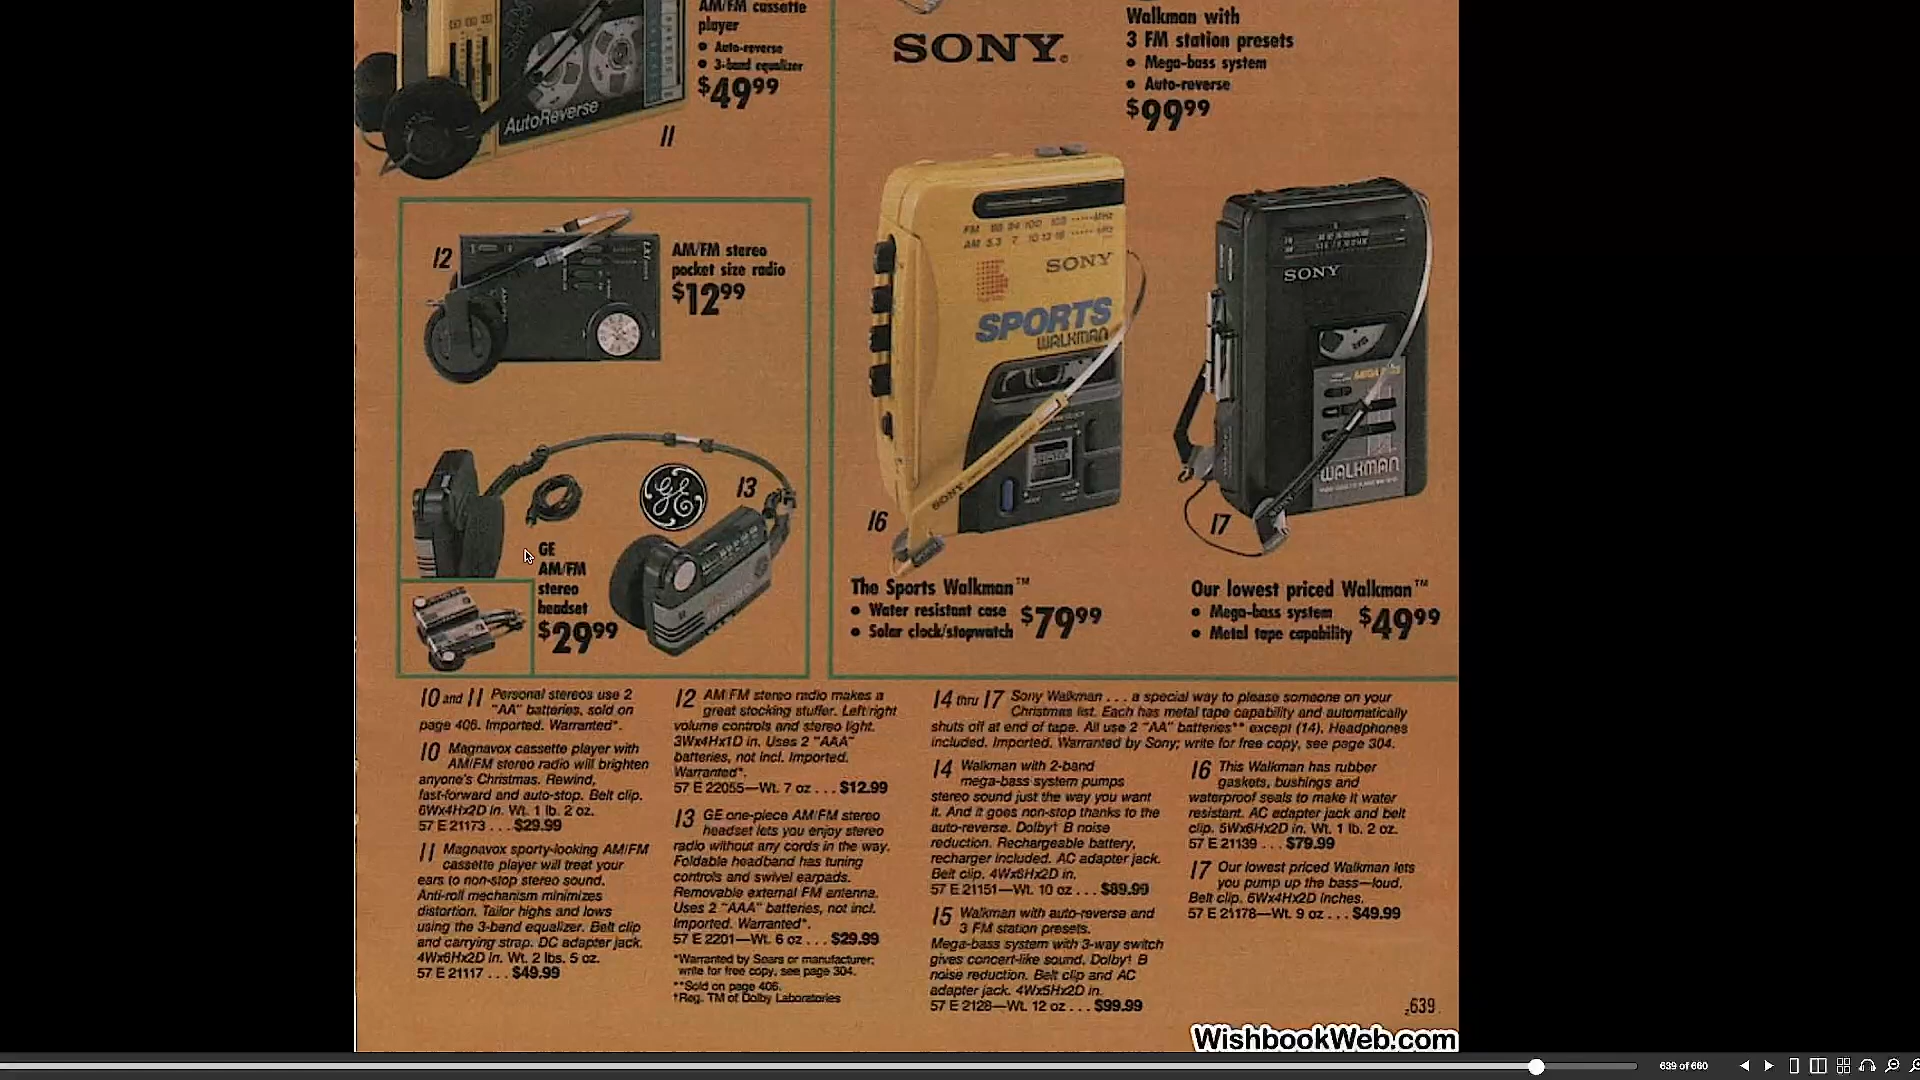 AM/FM cassette
player
• Auto-reverse
• 3-band equalizer
$49.99
AutoReverse
11
SONY
Walkman with
3 FM station presets
• Mega-bass system
• Auto-reverse
$99.99
12
AM/FM stereo
pocket size radio
$12.99
FM 88
AM 5.3 7
SONY
SPORTS
WALKMAN
SONY
16
SONY
WALKMAN
17
GE
13
GE
AM/FM
stereo
headset
$29.99
The Sports Walkman™
• Water resistant case
• Solar clock/stopwatch
$79.99
Our lowest priced Walkman™
• Mega-bass system
• Metal tape capability
$49.99
10 and 11 Personal stereos use 2
"AA" batteries, sold on
page 406. Imported. Warranted*.
10 Magnavox cassette player with
AM/FM stereo radio will brighten
anyone's Christmas. Rewind,
fast-forward and auto-stop. Belt clip.
6Wx4Hx2D in. Wt. 1 lb. 2 oz.
57 E 21173 . . . $29.99
11 Magnavox sporty-looking AM/FM
cassette player will treat your
ears to non-stop stereo sound.
Anti-roll mechanism minimizes
distortion. Tailor highs and lows
using the 3-band equalizer. Belt clip
and carrying strap. DC adapter jack.
4Wx6Hx2D in. Wt. 2 lbs. 5 oz.
57 E 21117 . . . $49.99
12 AM/FM stereo radio makes a
great stocking stuffer. Left/right
volume controls and stereo light.
3Wx4Hx1D in. Uses 2 "AAA"
batteries, not incl. Imported.
Warranted*.
57 E 22055—Wt. 7 oz . . . $12.99
13 GE one-piece AM/FM stereo
headset lets you enjoy stereo
radio without any cords in the way.
Foldable headband has tuning
controls and swivel earpads.
Removable external FM antenna.
Uses 2 "AAA" batteries, not incl.
Imported. Warranted*.
57 E 2201—Wt. 6 oz . . . $29.99
*Warranted by Sears or manufacturer;
write for free copy, see page 304.
**Sold on page 406.
†Reg. TM of Dolby Laboratories
14 thru 17 Sony Walkman . . . a special way to please someone on your
Christmas list. Each has metal tape capability and automatically
shuts off at end of tape. All use 2 "AA" batteries** except (14). Headphones
included. Imported. Warranted by Sony; write for free copy, see page 304.
14 Walkman with 2-band
mega-bass system pumps
stereo sound just the way you want
it. And it goes non-stop thanks to the
auto-reverse. Dolby† B noise
reduction. Rechargeable battery,
recharger included. AC adapter jack.
Belt clip. 4Wx6Hx2D in.
57 E 21151—Wt. 10 oz . . . $89.99
15 Walkman with auto-reverse and
3 FM station presets.
Mega-bass system with 3-way switch
gives concert-like sound. Dolby† B
noise reduction. Belt clip and AC
adapter jack. 4Wx5Hx2D in.
57 E 2128—Wt. 12 oz . . . $99.99
16 This Walkman has rubber
gaskets, bushings and
waterproof seals to make it water
resistant. AC adapter jack and belt
clip. 5Wx6Hx2D in. Wt. 1 lb. 2 oz.
57 E 21139 . . . $79.99
17 Our lowest priced Walkman lets
you pump up the bass—loud.
Belt clip. 6Wx4Hx2D inches.
57 E 21178—Wt. 9 oz . . . $49.99
639
WishbookWeb.com
639 of 660